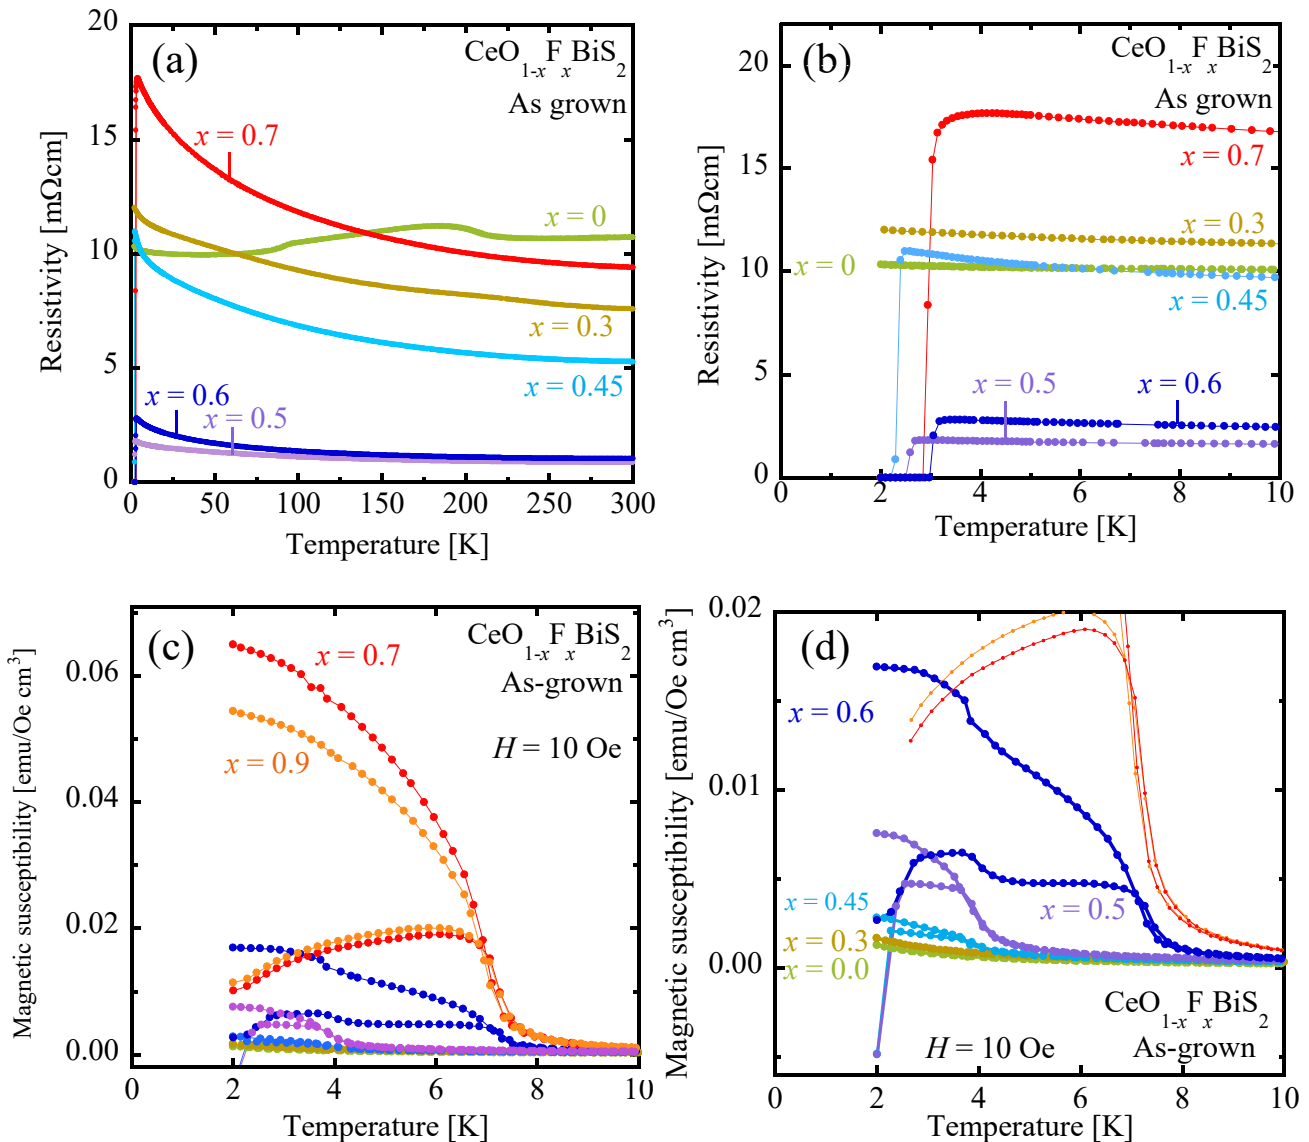 (a)
CeO1-xFxBiS2
As grown
x = 0.7
x = 0
x = 0.3
x = 0.45
x = 0.6
x = 0.5
20
15
10
5
0
0 50 100 150 200 250 300
Resistivity [mΩcm]
Temperature [K]
(b)
CeO1-xFxBiS2
As grown
x = 0.7
x = 0.3
x = 0
x = 0.45
x = 0.5
x = 0.6
20
15
10
5
0
0 2 4 6 8 10
Resistivity [mΩcm]
Temperature [K]
(c)
CeO1-xFxBiS2
As-grown
x = 0.7
H = 10 Oe
x = 0.9
0.06
0.04
0.02
0.00
0 2 4 6 8 10
Magnetic susceptibility [emu/Oe cm3]
Temperature [K]
(d)
x = 0.6
x = 0.45
x = 0.5
x = 0.3
x = 0.0
CeO1-xFxBiS2
H = 10 Oe
As-grown
0.02
0.01
0.00
0 2 4 6 8 10
Magnetic susceptibility [emu/Oe cm3]
Temperature [K]